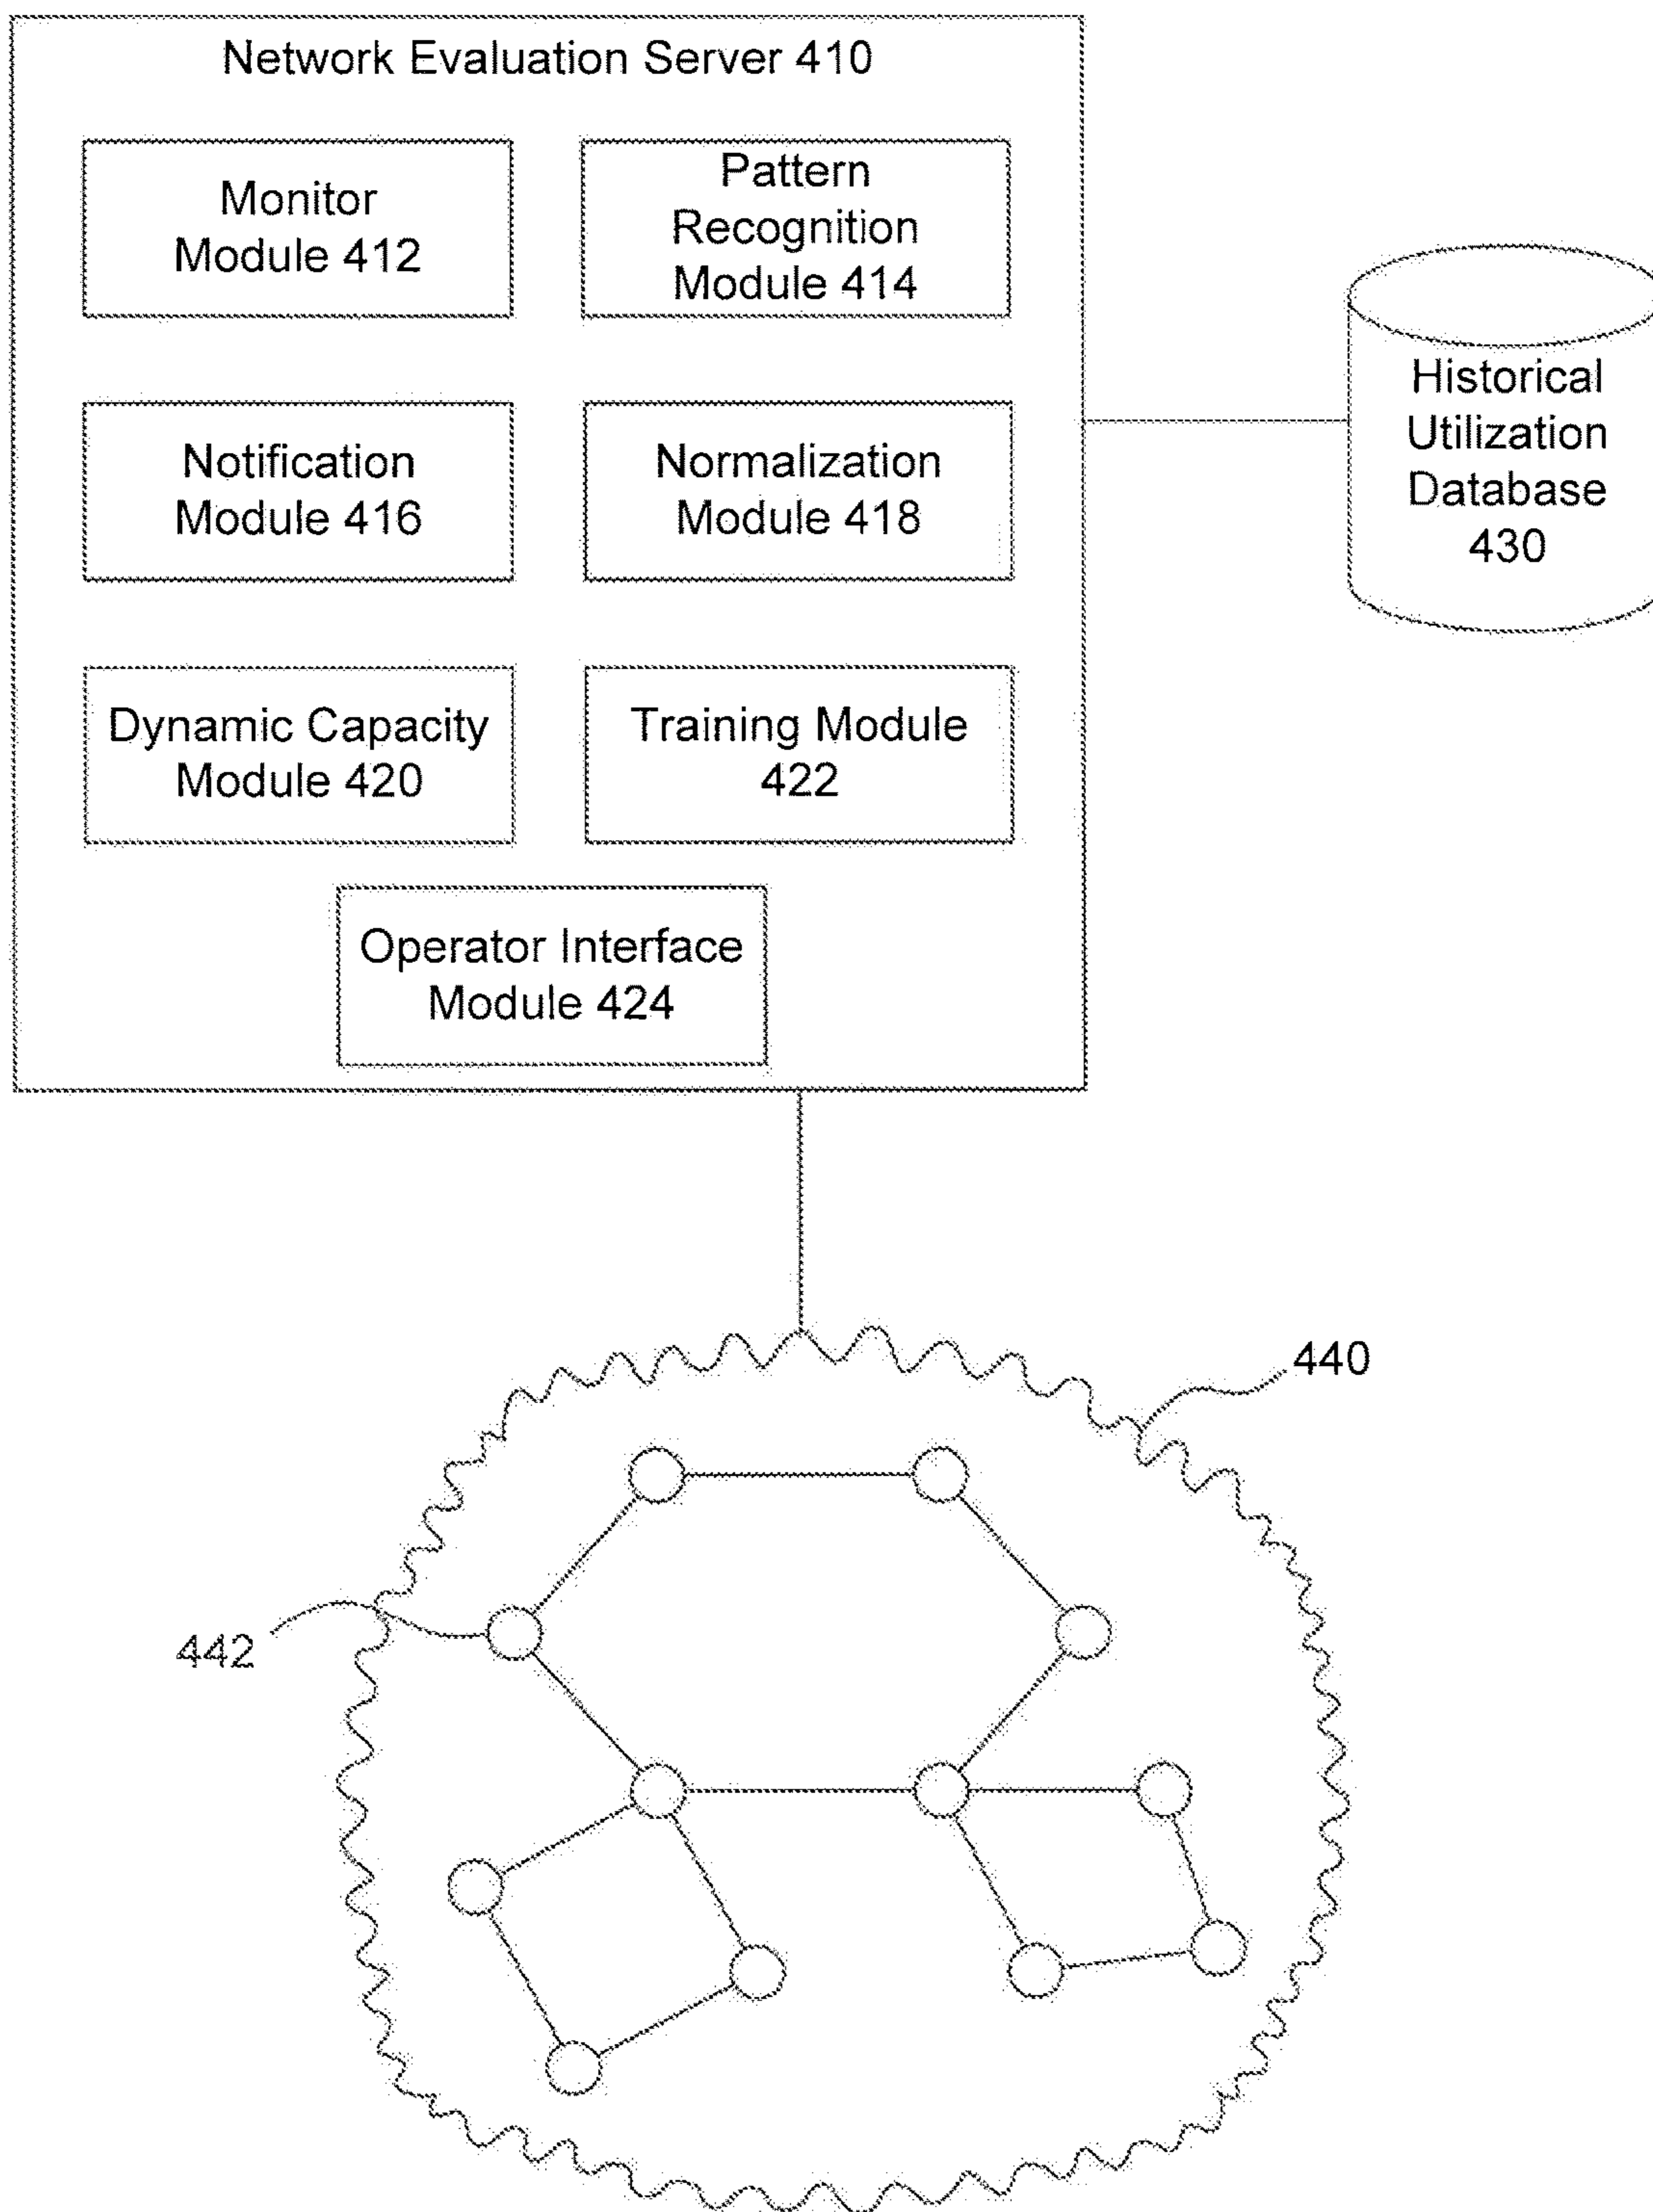 Network Evaluation Server 410
Monitor
Module 412
Pattern
Recognition
Module 414
Notification
Module 416
Normalization
Module 418
Dynamic Capacity
Module 420
Training Module
422
Operator Interface
Module 424
Historical
Utilization
Database
430
440
442